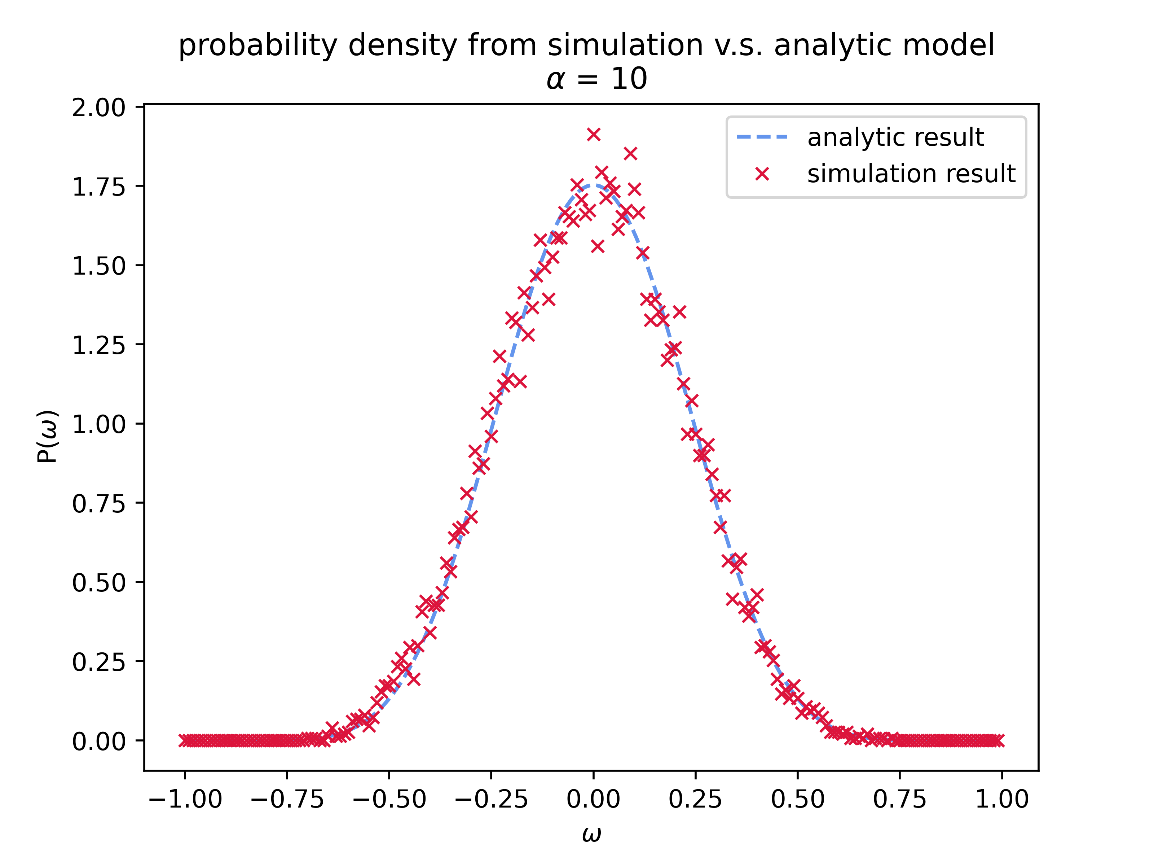 probability density from simulation v.s. analytic model
α = 10
2.00
1.75
1.50
1.25
1.00
0.75
0.50
0.25
0.00
P(ω)
analytic result
simulation result
−1.00 −0.75 −0.50 −0.25 0.00 0.25 0.50 0.75 1.00
ω